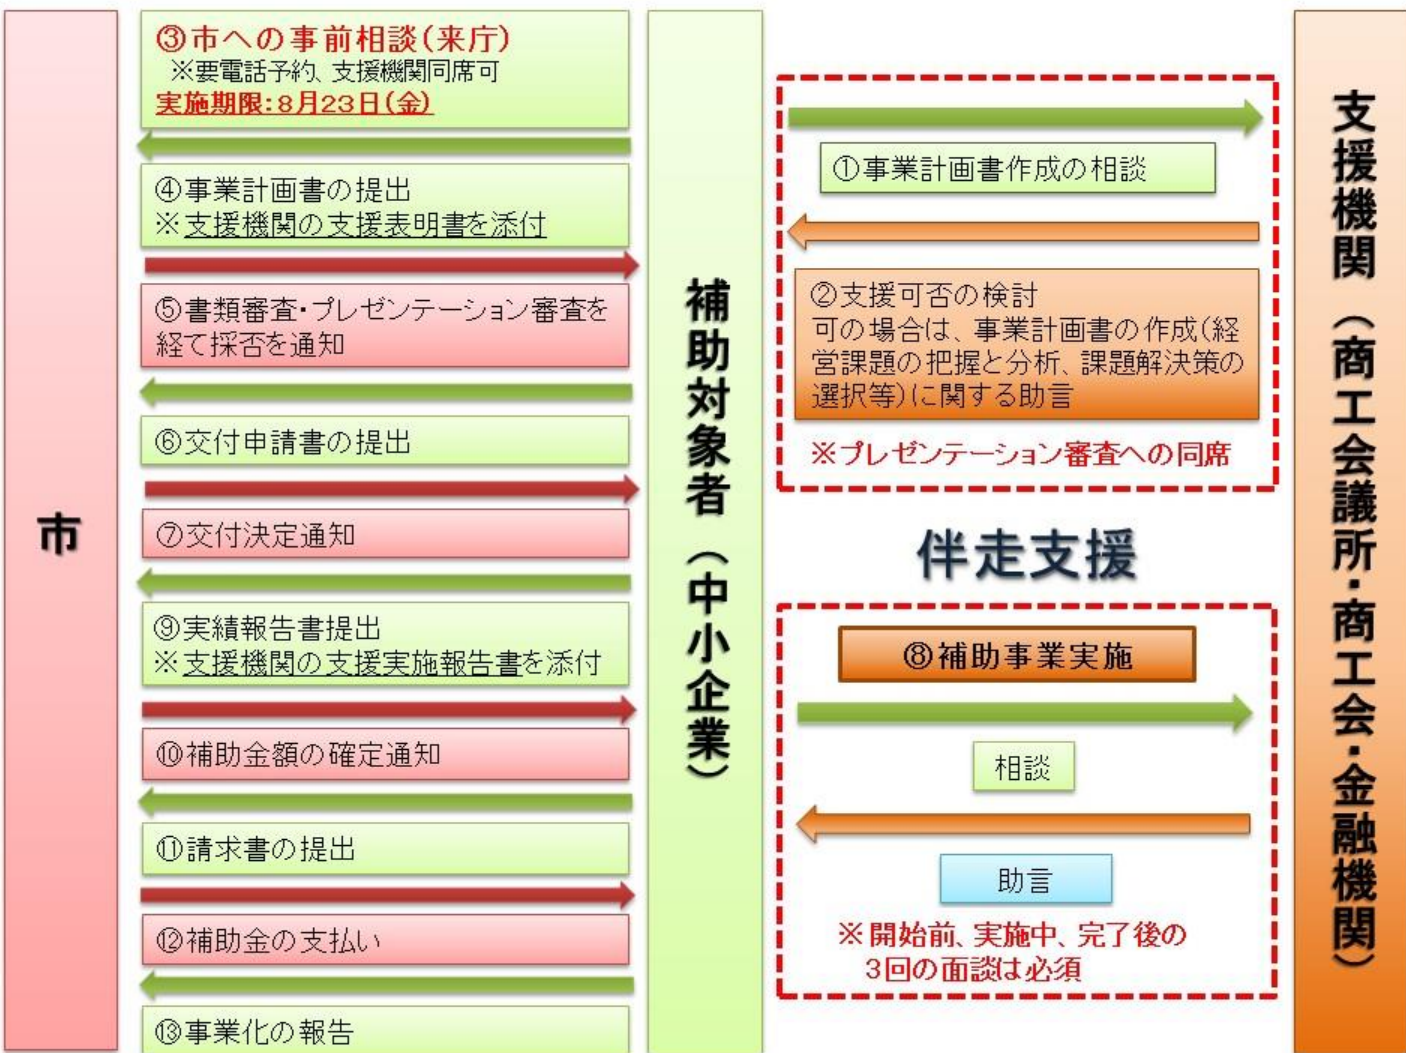 市
③市への事前相談(来庁)
※要電話予約、支援機関同席可
実施期限:8月23日(金)
④事業計画書の提出
※支援機関の支援表明書を添付
⑤書類審査・プレゼンテーション審査を
経て採否を通知
⑥交付申請書の提出
⑦交付決定通知
⑨実績報告書提出
※支援機関の支援実施報告書を添付
⑩補助金額の確定通知
⑪請求書の提出
⑫補助金の支払い
⑬事業化の報告
補助対象者(中小企業)
①事業計画書作成の相談
②支援可否の検討
可の場合は、事業計画書の作成(経
営課題の把握と分析、課題解決策の
選択等)に関する助言
※プレゼンテーション審査への同席
伴走支援
⑧補助事業実施
相談
助言
※開始前、実施中、完了後の
3回の面談は必須
支援機関(商工会議所・商工会・金融機関)